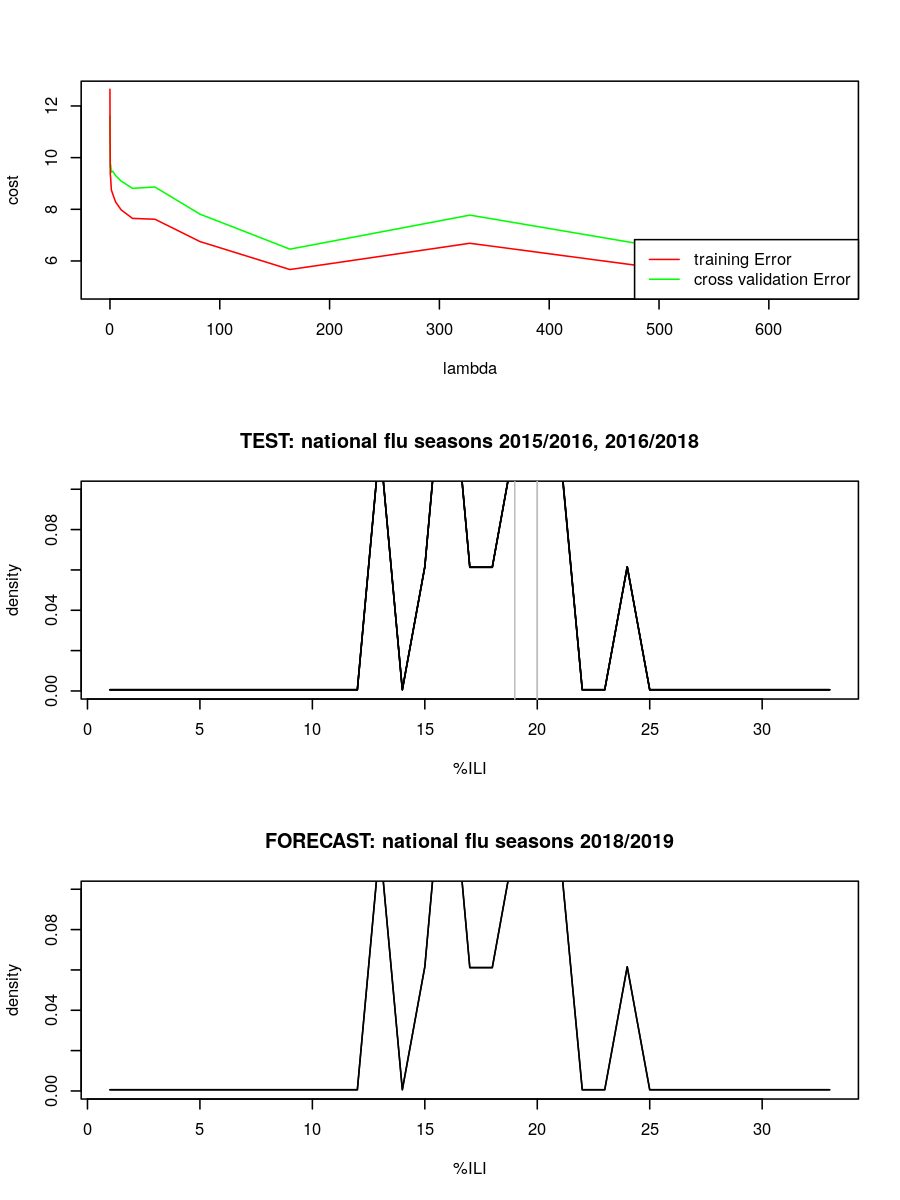 cost
12
10
8
6
training Error
cross validation Error
0 100 200 300 400 500 600
lambda
TEST: national flu seasons 2015/2016, 2016/2018
density
0.08
0.04
0.00
0 5 10 15 20 25 30
%ILI
FORECAST: national flu seasons 2018/2019
density
0.08
0.04
0.00
0 5 10 15 20 25 30
%ILI